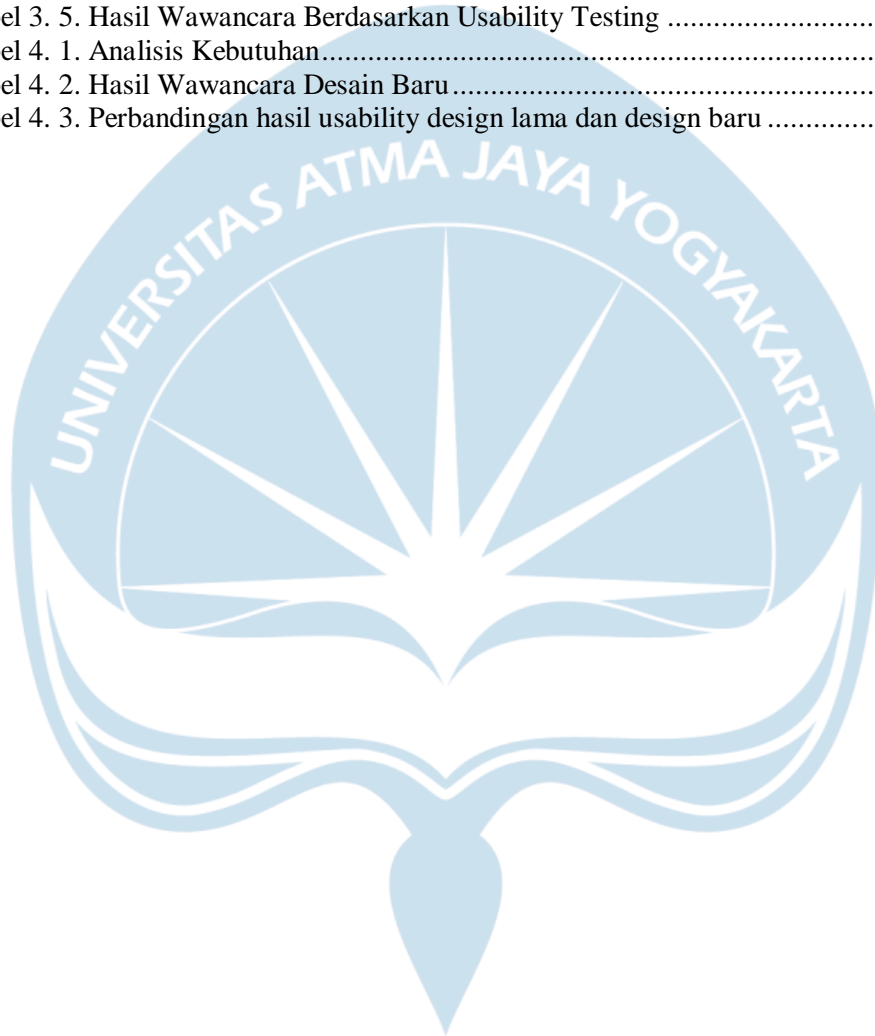 el 3. 5. Hasil Wawancara Berdasarkan Usability Testing ............................
el 4. 1. Analisis Kebutuhan................................................................................
el 4. 2. Hasil Wawancara Desain Baru.............................................................
el 4. 3. Perbandingan hasil usability design lama dan design baru ..............
UNIVERSITAS ATMA JAYA YOGYAKARTA